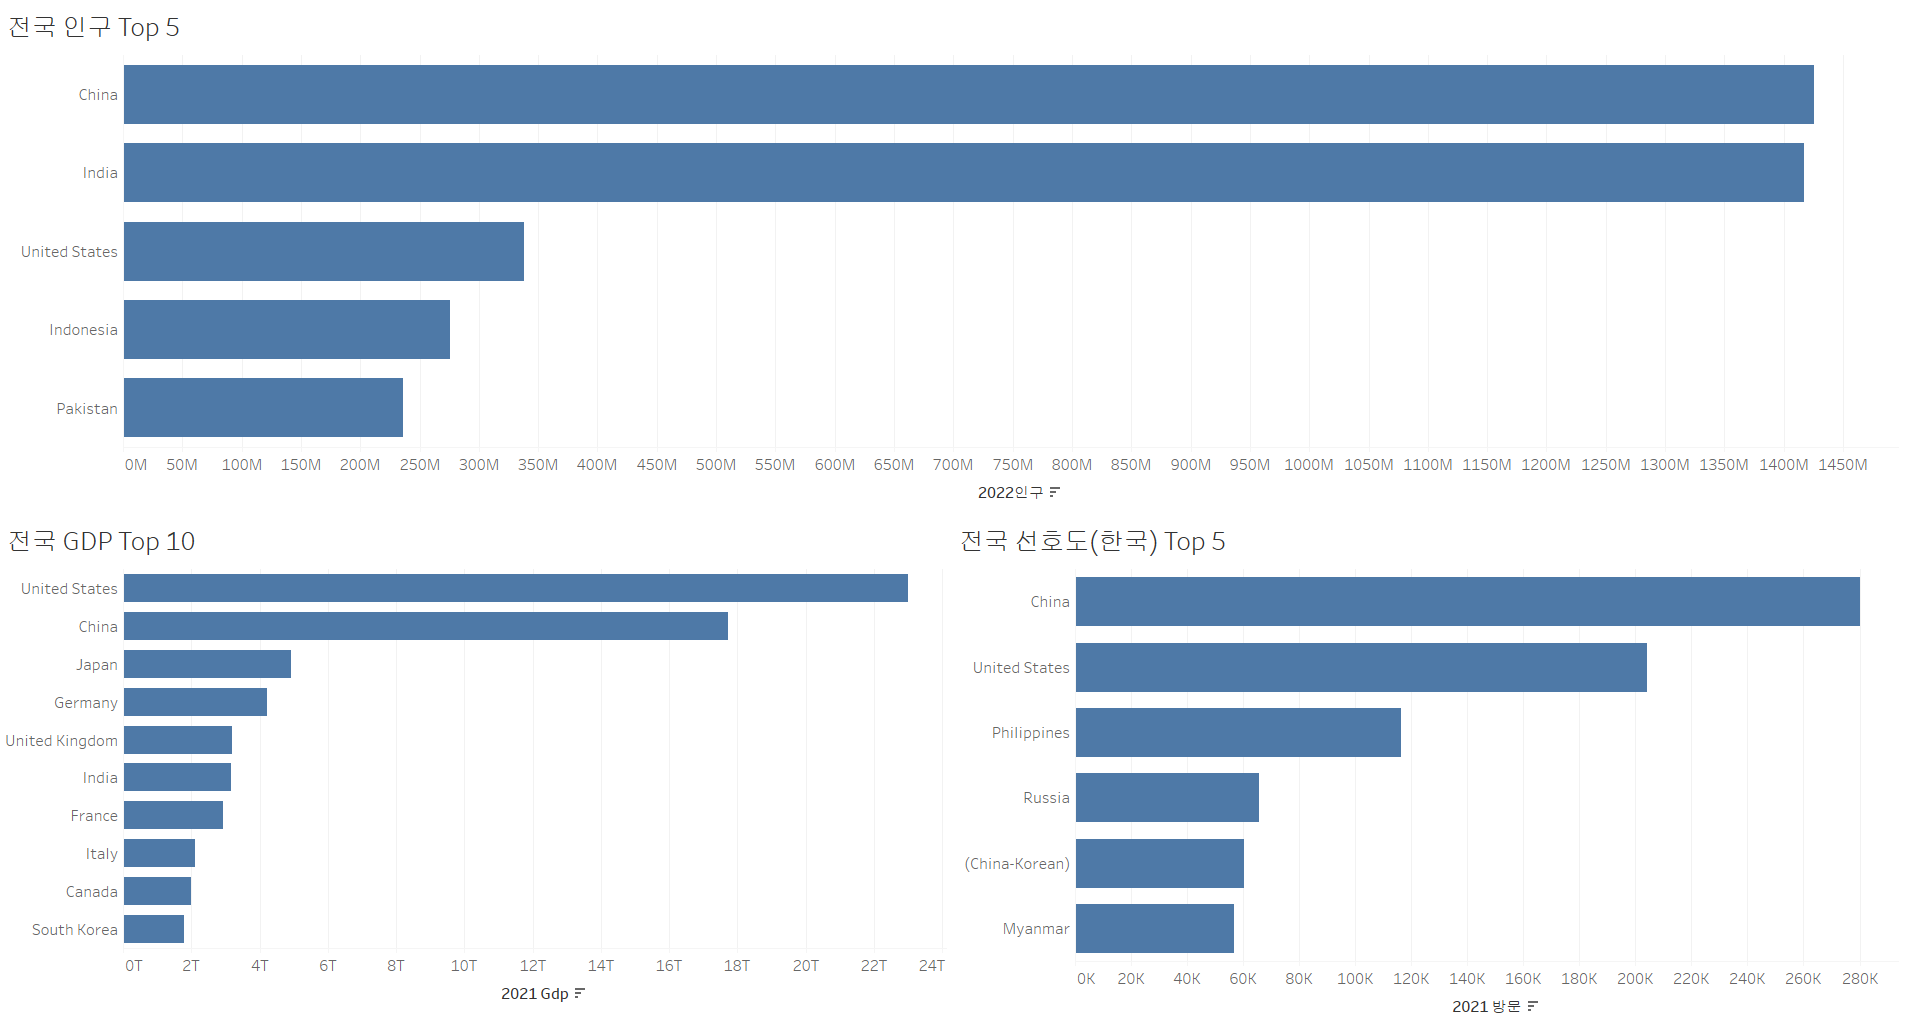 전국 인구 Top 5
China
India
United States
Indonesia
Pakistan
0M 50M 100M 150M 200M 250M 300M 350M 400M 450M 500M 550M 600M 650M 700M 750M 800M 850M 900M 950M 1000M 1050M 1100M 1150M 1200M 1250M 1300M 1350M 1400M 1450M
2022인구
전국 GDP Top 10
United States
China
Japan
Germany
United Kingdom
India
France
Italy
Canada
South Korea
0T 2T 4T 6T 8T 10T 12T 14T 16T 18T 20T 22T 24T
2021 Gdp
전국 선호도(한국) Top 5
China
United States
Philippines
Russia
(China-Korean)
Myanmar
0K 20K 40K 60K 80K 100K 120K 140K 160K 180K 200K 220K 240K 260K 280K
2021 방문